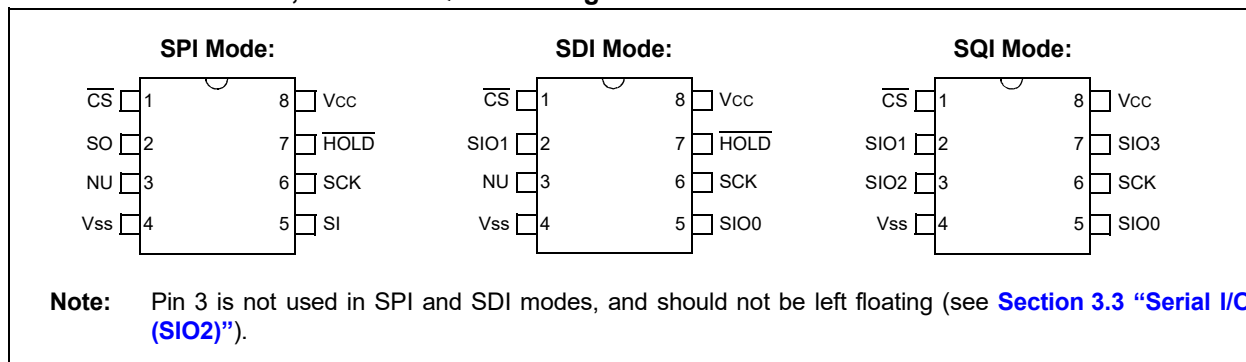 SPI Mode:
SDI Mode:
SQI Mode:
CS 1 8 VCC
SO 2 7 HOLD
NU 3 6 SCK
Vss 4 5 SI
CS 1 8 VCC
SIO1 2 7 HOLD
NU 3 6 SCK
Vss 4 5 SIO0
CS 1 8 VCC
SIO1 2 7 SIO3
SIO2 3 6 SCK
Vss 4 5 SIO0
Note: Pin 3 is not used in SPI and SDI modes, and should not be left floating (see Section 3.3 “Serial I/O
(SIO2)”).